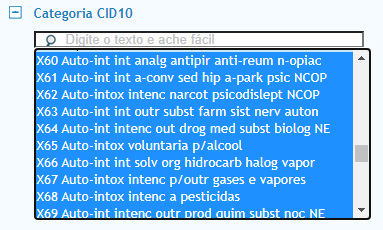 Categoria CID10
Digite o texto e ache fácil
X60 Auto-int int analg antipir anti-reum n-opiac
X61 Auto-int int a-conv sed hip a-park psic NCOP
X62 Auto-intox intenc narcot psicodislept NCOP
X63 Auto-int int outr subst farm sist nerv auton
X64 Auto-int intenc out drog med subst biolog NE
X65 Auto-intox voluntaria p/alcool
X66 Auto-int int solv org hidrocarb halog vapor
X67 Auto-intox intenc p/outr gases e vapores
X68 Auto-intox intenc a pesticidas
X69 Auto-int int outr prod quim subst noc NE